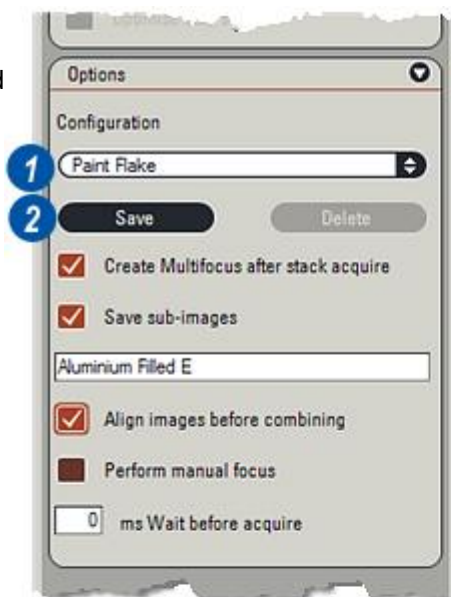 Options
Configuration
1 Paint Flake
2 Save Delete
Create Multifocus after stack acquire
Save sub-images
Aluminium Filled E
Align images before combining
Perform manual focus
0 ms Wait before acquire